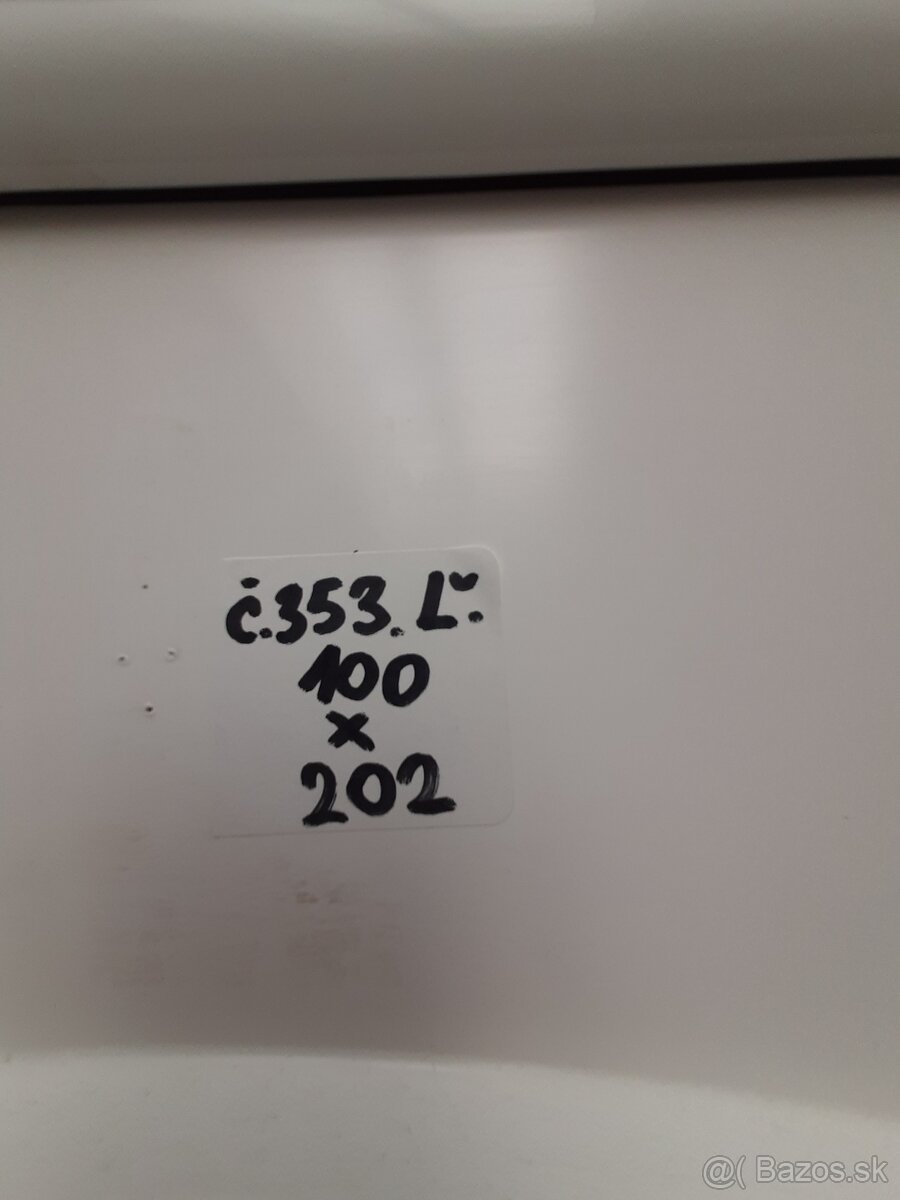 č.353. Ľ.
100
x
202
@( Bazos.sk